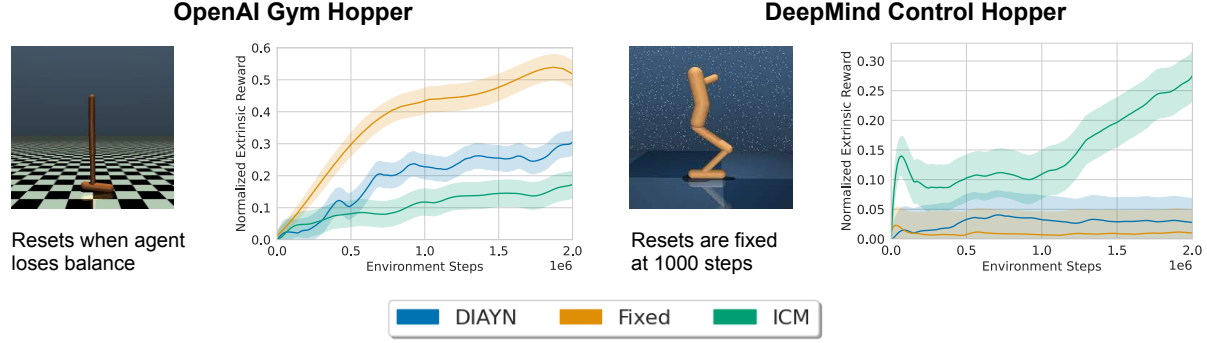 OpenAI Gym Hopper
DeepMind Control Hopper
Resets when agent
loses balance
Normalized Extrinsic Reward
0.6
0.5
0.4
0.3
0.2
0.1
0.0
0.0
0.5
1.0
1.5
2.0
Environment Steps
1e6
Resets are fixed
at 1000 steps
Normalized Extrinsic Reward
0.30
0.25
0.20
0.15
0.10
0.05
0.00
0.0
0.5
1.0
1.5
2.0
Environment Steps
1e6
DIAYN
Fixed
ICM